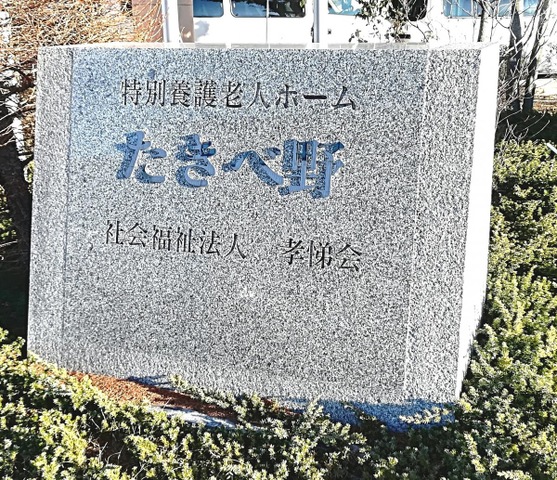 特別養護老人ホーム
たきべ野
社会福祉法人 孝悌会